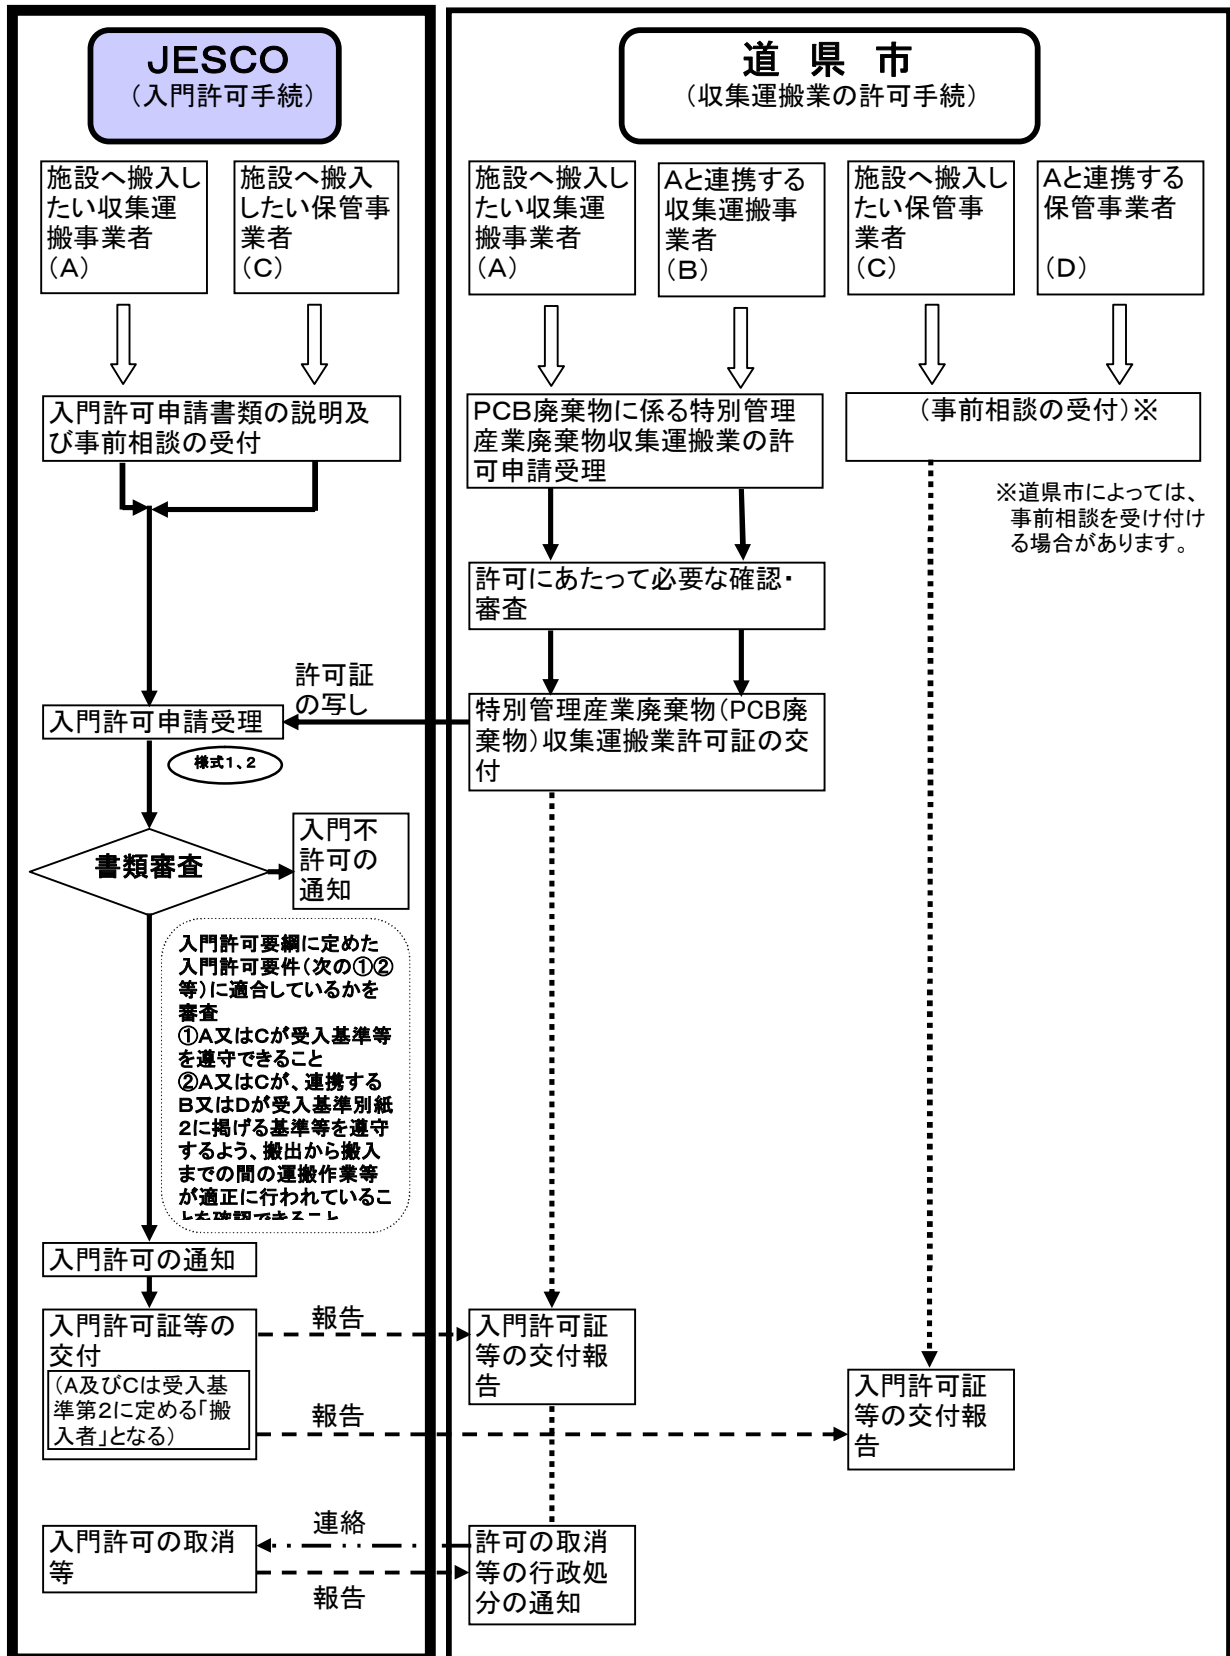 JESCO
（入門許可手続）
道 県 市
（収集運搬業の許可手続）
施設へ搬入し
たい収集運
搬事業者
（A）
施設へ搬入
したい保管事
業者
（C）
施設へ搬入し
たい収集運
搬事業者
（A）
Aと連携する
収集運搬事
業者
（B）
施設へ搬入し
たい保管事
業者
（C）
Aと連携する
保管事業者
（D）
入門許可申請書類の説明及
び事前相談の受付
PCB廃棄物に係る特別管理
産業廃棄物収集運搬業の許
可申請受理
（事前相談の受付）※
※道県市によっては、
事前相談を受け付け
る場合があります。
許可にあたって必要な確認・
審査
許可証
の写し
入門許可申請受理
特別管理産業廃棄物（PCB廃
棄物）収集運搬業許可証の交
付
様式1、2
書類審査
入門不
許可の
通知
入門許可要綱に定めた
入門許可要件（次の①②
等）に適合しているかを
審査
①A又はCが受入基準等
を遵守できること
②A又はCが、連携する
B又はDが受入基準別紙
2に掲げる基準等を遵守
するよう、搬出から搬入
までの間の運搬作業等
が適正に行われているこ
とを確認できること
入門許可の通知
入門許可証等の
交付
（A及びCは受入基
準第2に定める「搬
入者」となる）
報告
入門許可証
等の交付報
告
報告
入門許可証
等の交付報
告
入門許可の取消
等
連絡
報告
許可の取消
等の行政処
分の通知